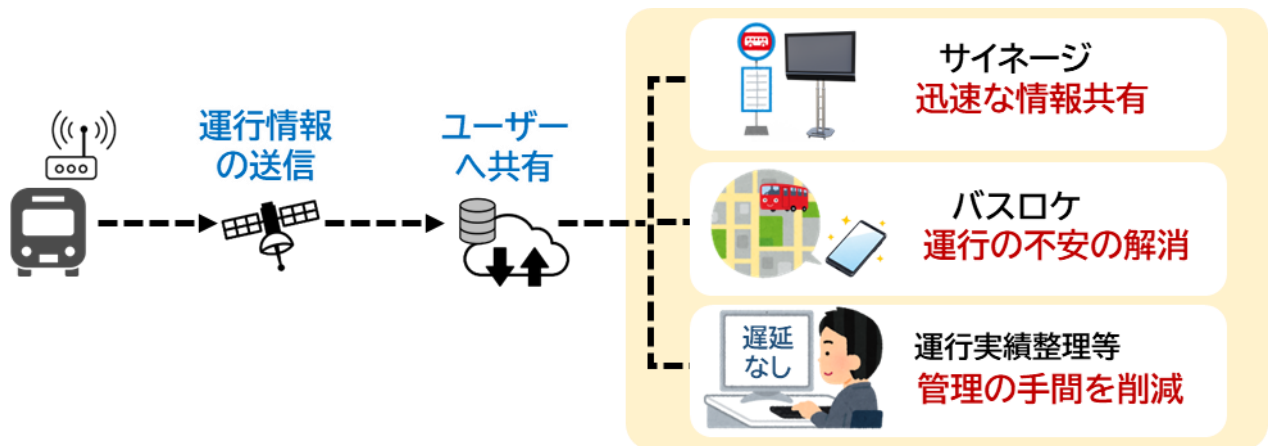 運行情報
の送信
ユーザー
へ共有
サイネージ
迅速な情報共有
バスロケ
運行の不安の解消
遅延
なし
運行実績整理等
管理の手間を削減